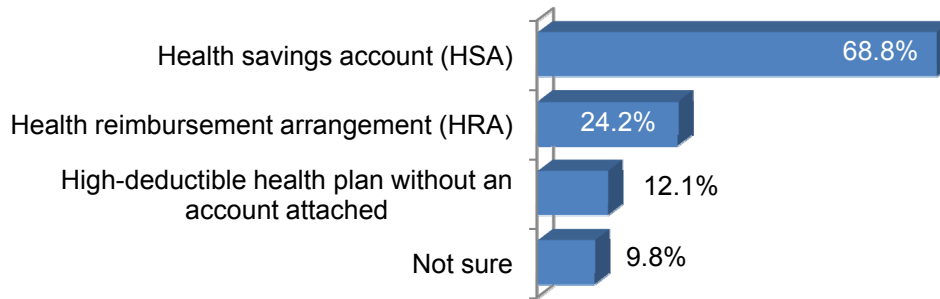 Health savings account (HSA)
68.8%
Health reimbursement arrangement (HRA)
24.2%
High-deductible health plan without an
account attached
12.1%
Not sure
9.8%